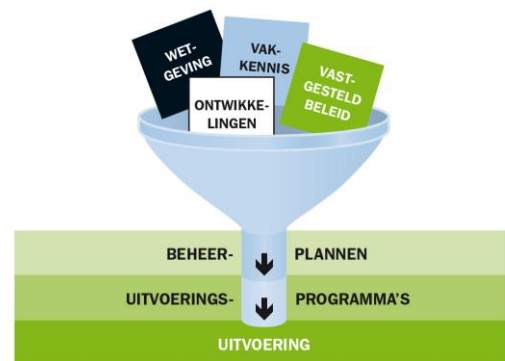 WET-
GEVING
VAK-
KENNIS
VAST-
GESTELD
BELEID
ONTWIKKE-
LINGEN
BEHEER- PLANNEN
UITVOERINGS- PROGRAMMA'S
UITVOERING